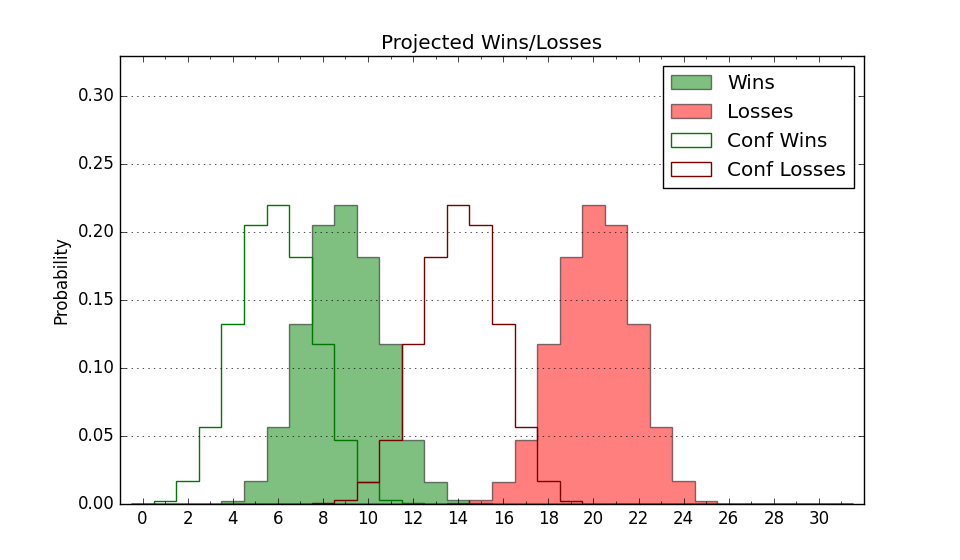 Projected Wins/Losses
Wins
Losses
Conf Wins
Conf Losses
Probability
0.30
0.25
0.20
0.15
0.10
0.05
0.00
0 2 4 6 8 10 12 14 16 18 20 22 24 26 28 30